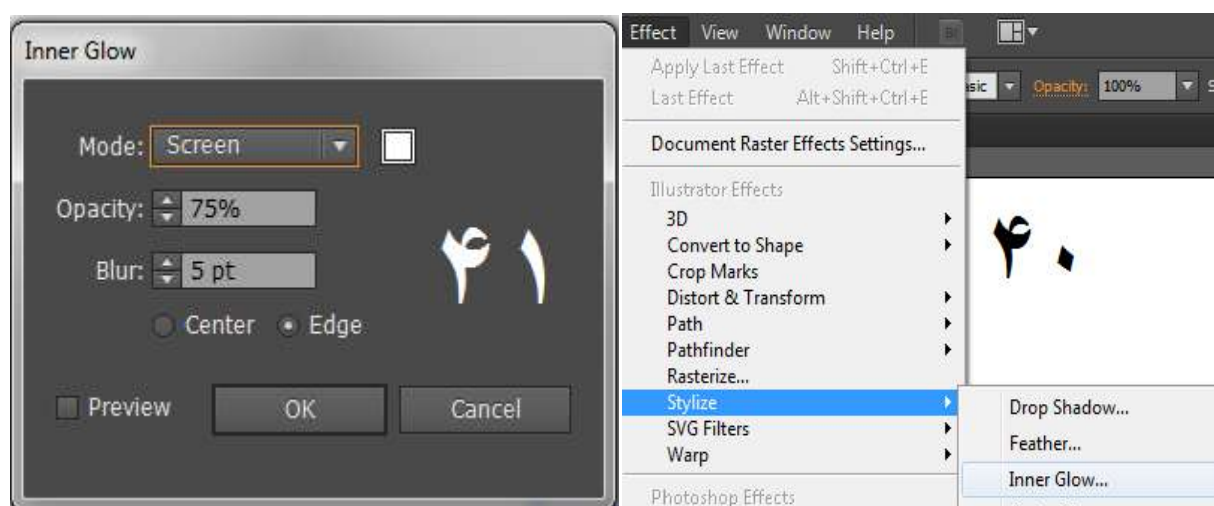 Inner Glow
Mode: Screen
Opacity: 75%
Blur: 5 pt
Center Edge
Preview OK Cancel
۴۱
Effect View Window Help
Apply Last Effect Shift+Ctrl+E
Last Effect Alt+Shift+Ctrl+E
Opacity: 100%
Document Raster Effects Settings...
Illustrator Effects
3D
Convert to Shape
Crop Marks
Distort & Transform
Path
Pathfinder
Rasterize...
Stylize
SVG Filters
Warp
Photoshop Effects
۴۰
Drop Shadow...
Feather...
Inner Glow...